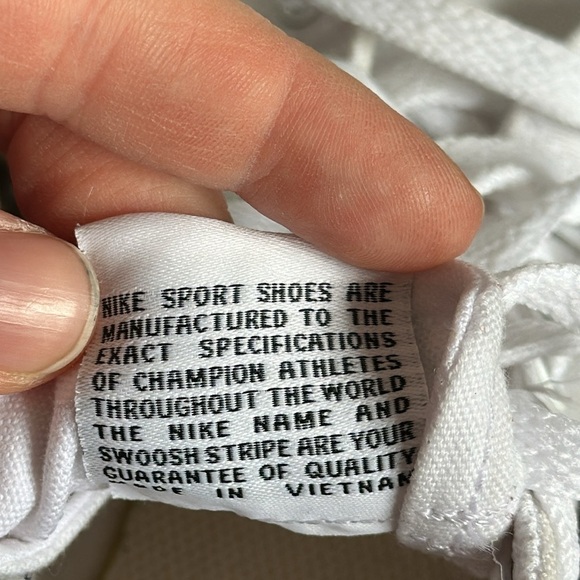 NIKE SPORT SHOES ARE
MANUFACTURED TO THE
EXACT SPECIFICATIONS
OF CHAMPION ATHLETES
THROUGHOUT THE WORLD
THE NIKE NAME AND
SWOOSH STRIPE ARE YOUR
GUARANTEE OF QUALITY
MADE IN VIETNAM